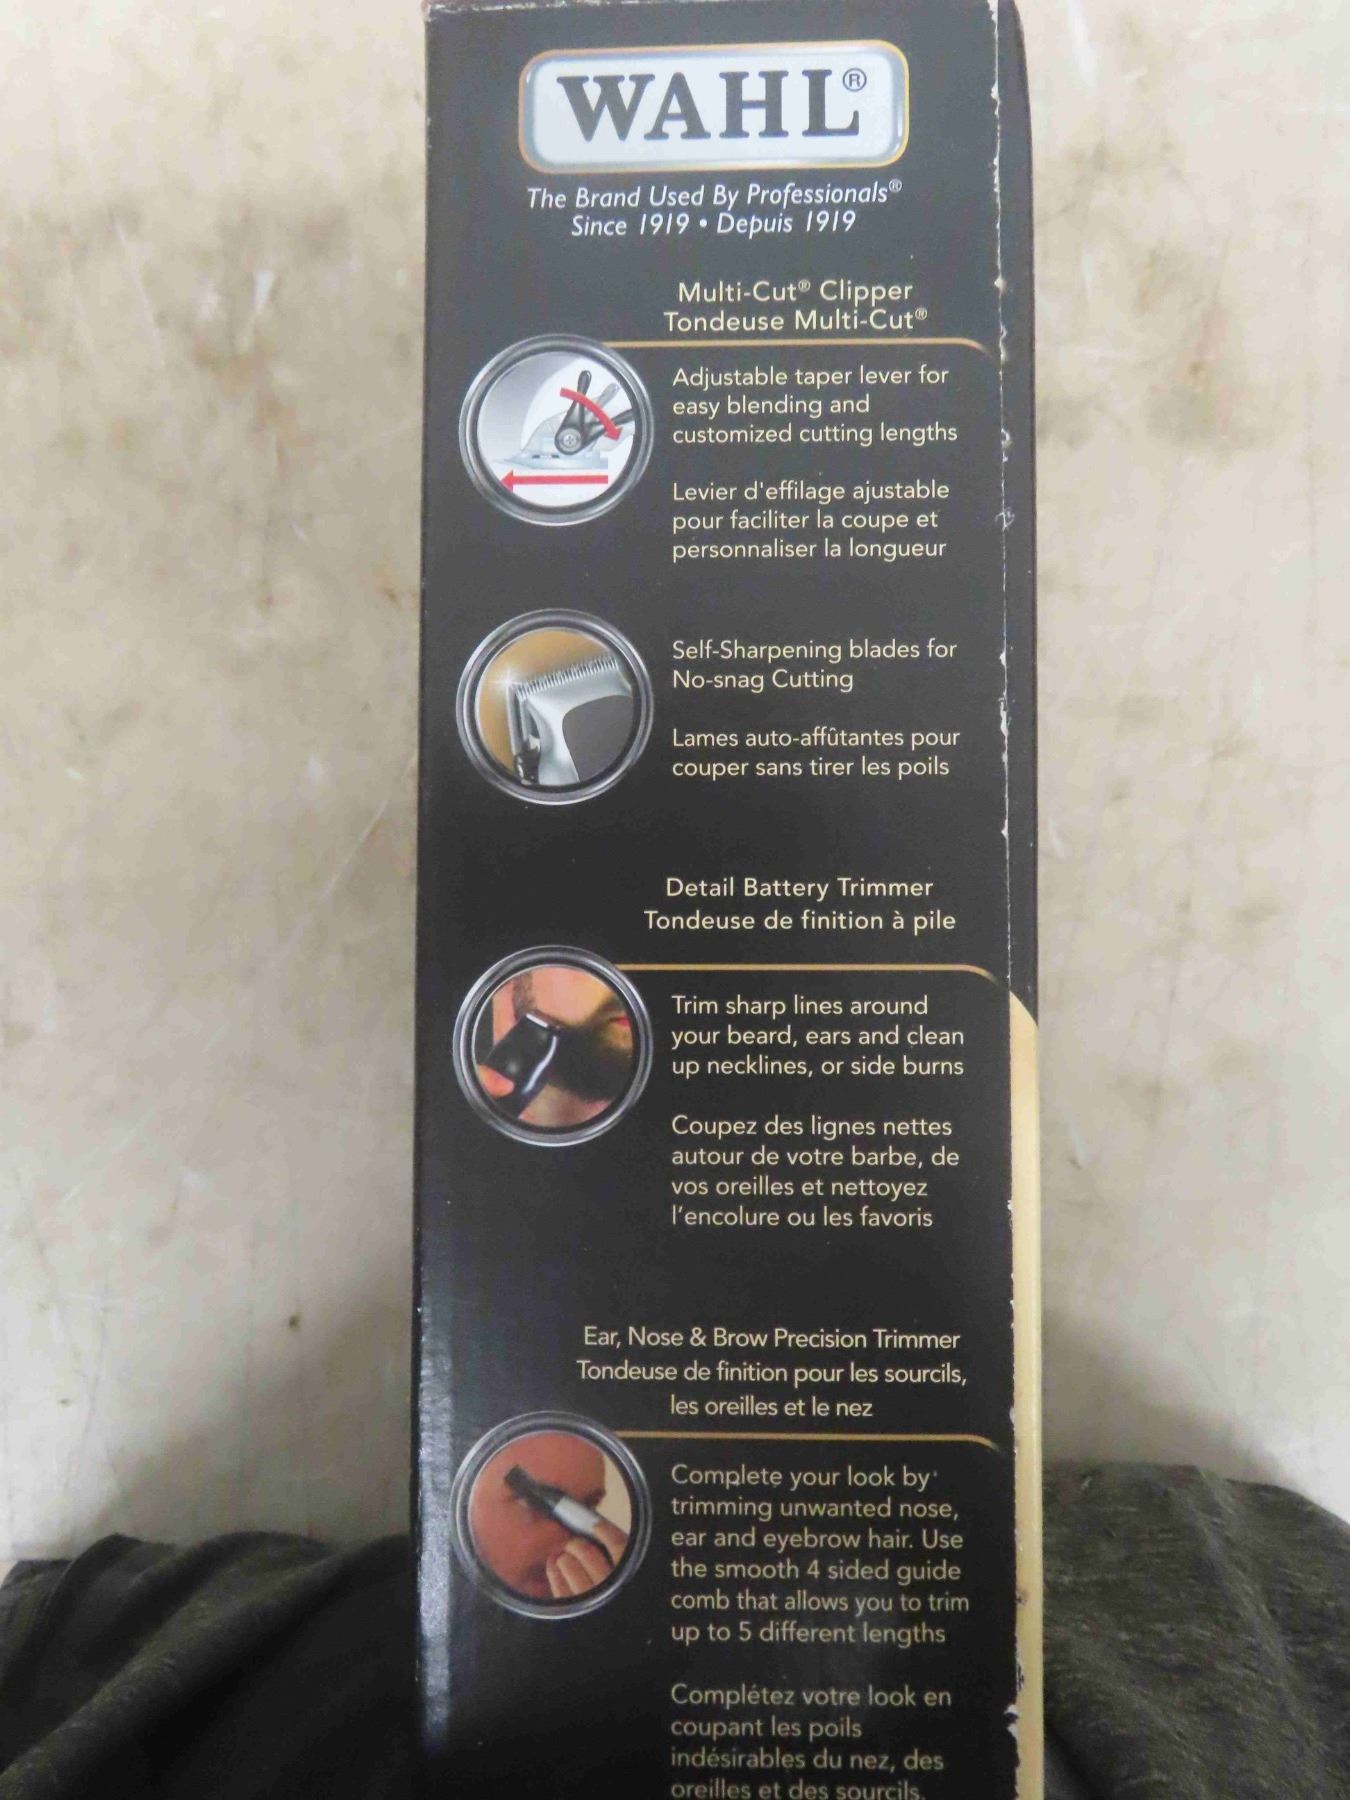 WAHL®
The Brand Used By Professionals®
Since 1919 • Depuis 1919
Multi-Cut® Clipper
Tondeuse Multi-Cut®
Adjustable taper lever for
easy blending and
customized cutting lengths
Levier d'effilage ajustable
pour faciliter la coupe et
personnaliser la longueur
Self-Sharpening blades for
No-snag Cutting
Lames auto-affûtantes pour
couper sans tirer les poils
Detail Battery Trimmer
Tondeuse de finition à pile
Trim sharp lines around
your beard, ears and clean
up necklines, or side burns
Coupez des lignes nettes
autour de votre barbe, de
vos oreilles et nettoyez
l'encolure ou les favoris
Ear, Nose & Brow Precision Trimmer
Tondeuse de finition pour les sourcils,
les oreilles et le nez
Complete your look by
trimming unwanted nose,
ear and eyebrow hair. Use
the smooth 4 sided guide
comb that allows you to trim
up to 5 different lengths
Complétez votre look en
coupant les poils
indésirables du nez, des
oreilles et des sourcils.